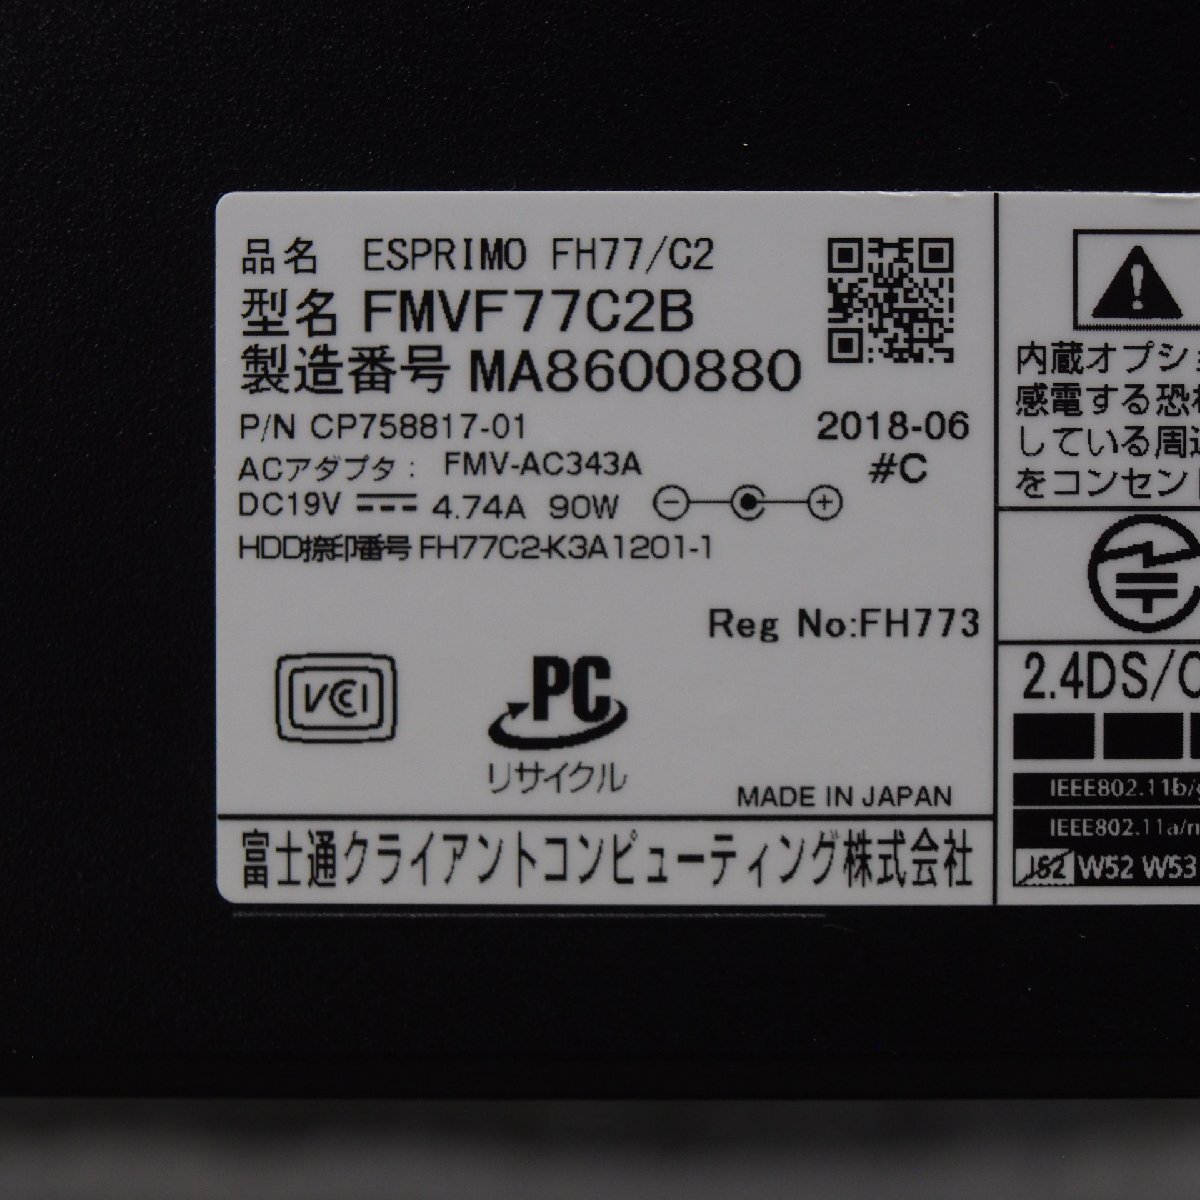 品名 ESPRIMO FH77/C2
型名 FMVF77C2B
製造番号 MA8600880
P/N CP758817-01
2018-06
ACアダプタ: FMV-AC343A
#C
DC19V 4.74A 90W
HDD捺印番号 FH77C2-K3A1201-1
Reg No:FH773
VCCI
PC
リサイクル
MADE IN JAPAN
富士通クライアントコンピューティング株式会社
内蔵オプショ
感電する恐
している周
をコンセント
2.4DS/O
IEEE802.11b/
IEEE802.11a/n
J52 W52 W53